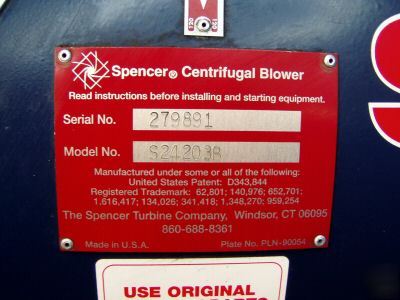 Spencer® Centrifugal Blower
Read instructions before installing and starting equipment.
Serial No. 279891
Model No. S24203B
Manufactured under some or all of the following:
United States Patent: D343,844
Registered Trademark: 62,801; 140,976; 652,701;
1,616,417; 134,026; 341,418; 1,348,270; 959,254
The Spencer Turbine Company, Windsor, CT 06095
860-688-8361
Made in U.S.A. Plate No. PLN-90054
USE ORIGINAL